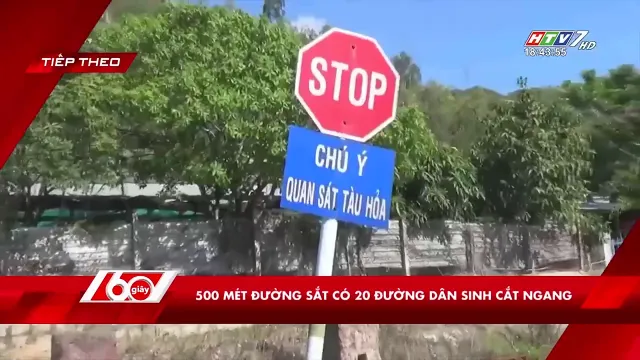 TIẾP THEO
HTV7 HD
18:43:55
STOP
CHÚ Ý
QUAN SÁT TÀU HỎA
60 giây
500 MÉT ĐƯỜNG SẮT CÓ 20 ĐƯỜNG DÂN SINH CẮT NGANG